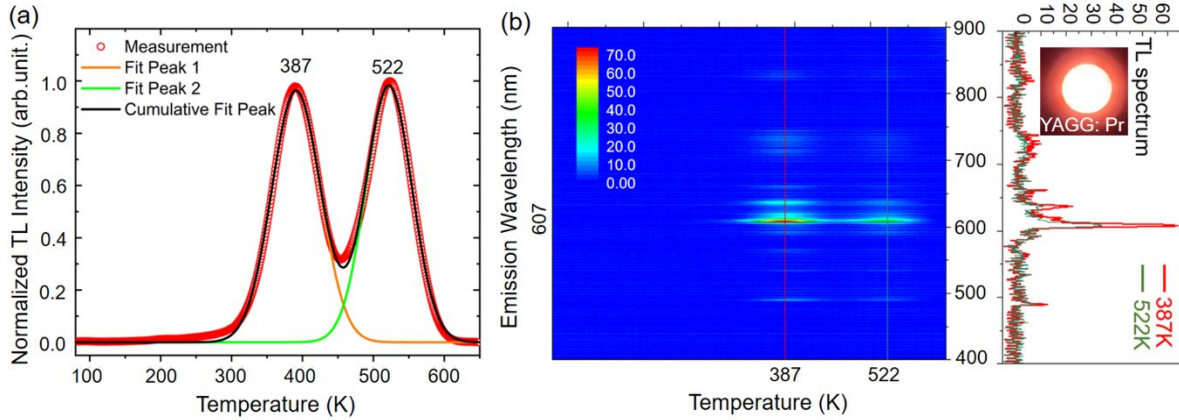 (a)
Normalized TL Intensity (arb.unit.)
1.0
0.8
0.6
0.4
0.2
0.0
Measurement
Fit Peak 1
Fit Peak 2
Cumulative Fit Peak
387
522
100 200 300 400 500 600
Temperature (K)
(b)
Emission Wavelength (nm)
607
70.0
60.0
50.0
40.0
30.0
20.0
10.0
0.00
387 522
Temperature (K)
900
800
700
600
500
400
0 10 20 30 40 50 60
TL spectrum
YAGG: Pr
387K
522K